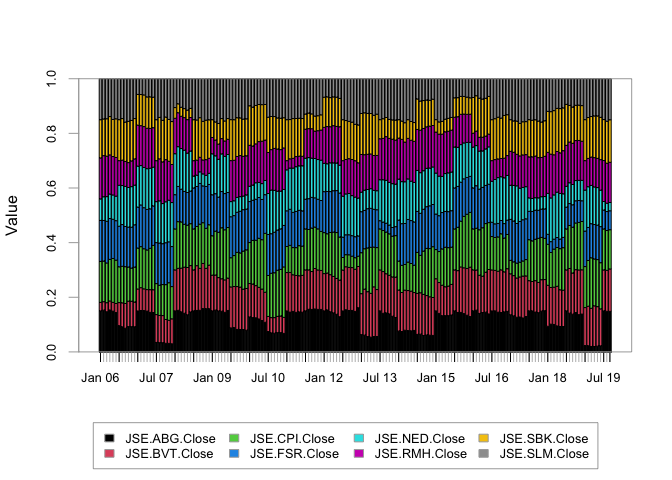 Value
1.0
0.8
0.6
0.4
0.2
0.0
Jan 06 Jul 07 Jan 09 Jul 10 Jan 12 Jul 13 Jan 15 Jul 16 Jan 18 Jul 19
JSE.ABG.Close JSE.CPI.Close JSE.NED.Close JSE.SBK.Close
JSE.BVT.Close JSE.FSR.Close JSE.RMH.Close JSE.SLM.Close